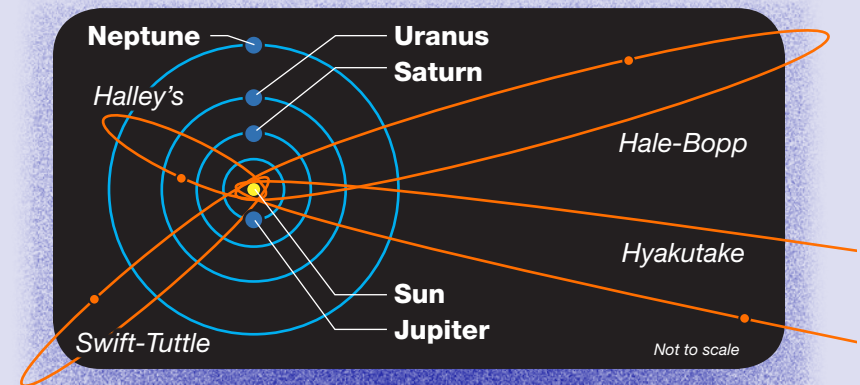 Neptune
Uranus
Saturn
Halley’s
Hale-Bopp
Hyakutake
Sun
Jupiter
Swift-Tuttle
Not to scale